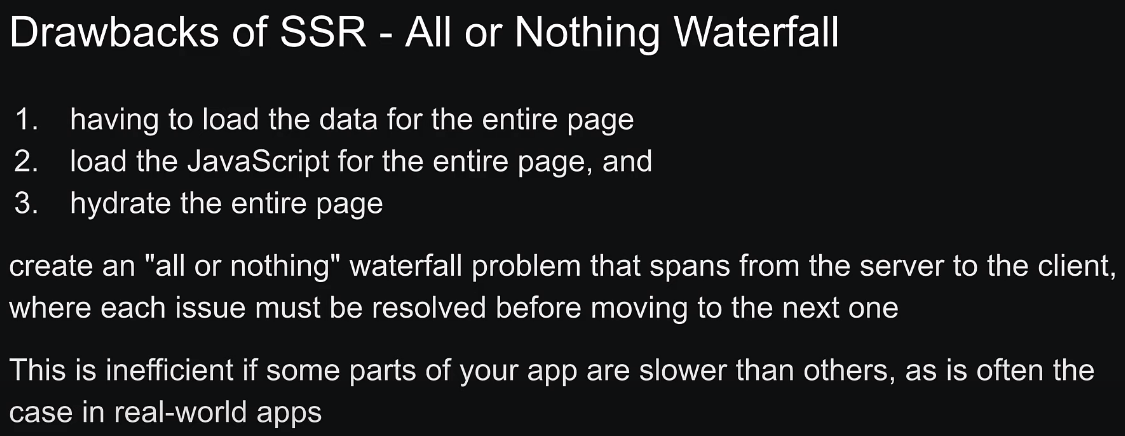 Drawbacks of SSR - All or Nothing Waterfall
1. having to load the data for the entire page
2. load the JavaScript for the entire page, and
3. hydrate the entire page
create an "all or nothing" waterfall problem that spans from the server to the client,
where each issue must be resolved before moving to the next one
This is inefficient if some parts of your app are slower than others, as is often the
case in real-world apps